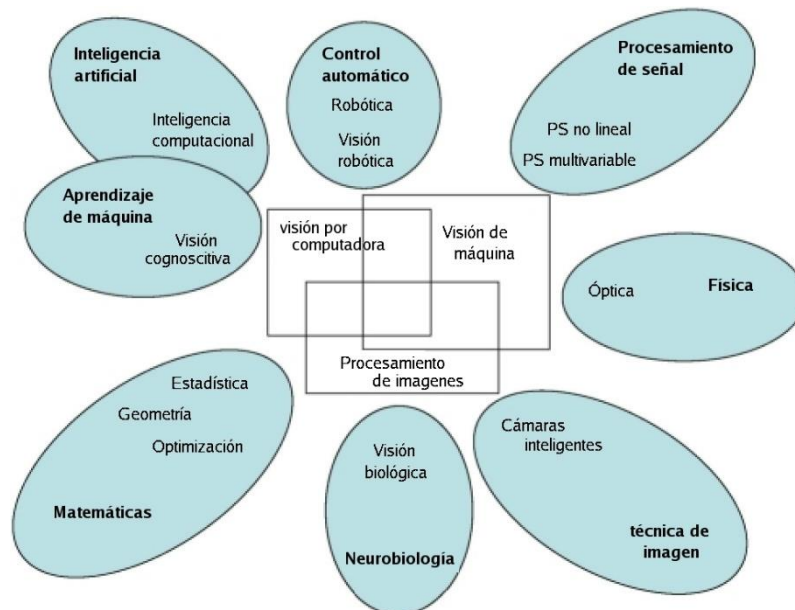 Inteligencia
artificial
Inteligencia
computacional
Control
automático
Robótica
Visión
robótica
Procesamiento
de señal
PS no lineal
PS multivariable
Aprendizaje
de máquina
Visión
cognoscitiva
visión por
computadora
Visión de
máquina
Óptica
Física
Procesamiento
de imagenes
Estadística
Geometría
Optimización
Matemáticas
Visión
biológica
Neurobiología
Cámaras
inteligentes
técnica de
imagen